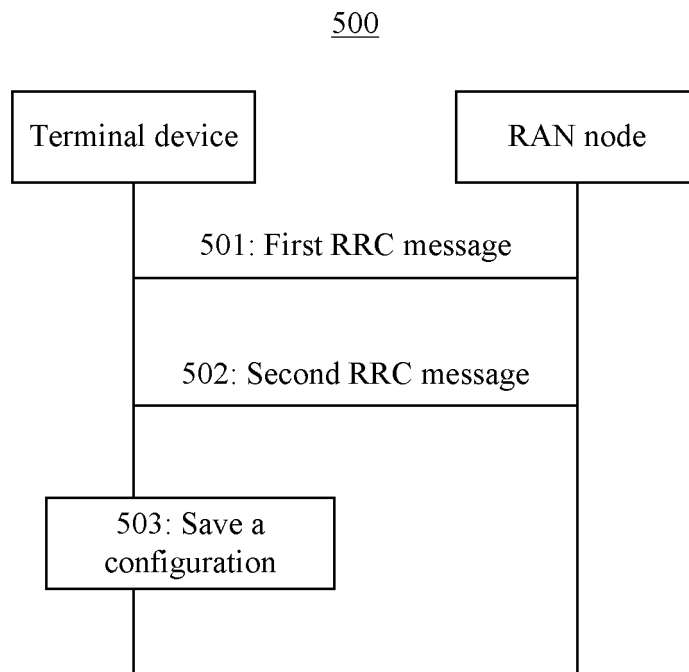 500
Terminal device
RAN node
501: First RRC message
502: Second RRC message
503: Save a
configuration